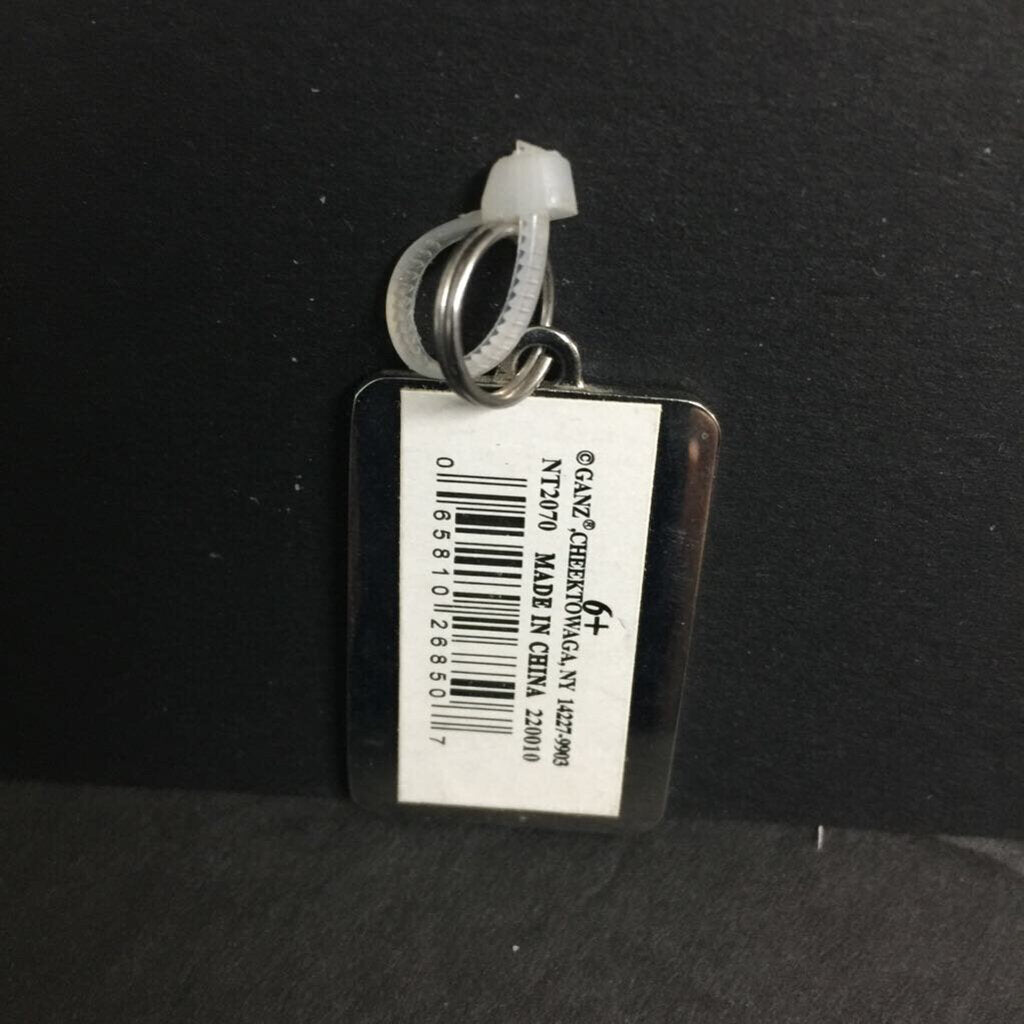 6+
©GANZ®,CHEEKTOWAGA, NY 14227-9903
NT2070 MADE IN CHINA 220010
0 65810 26850 7